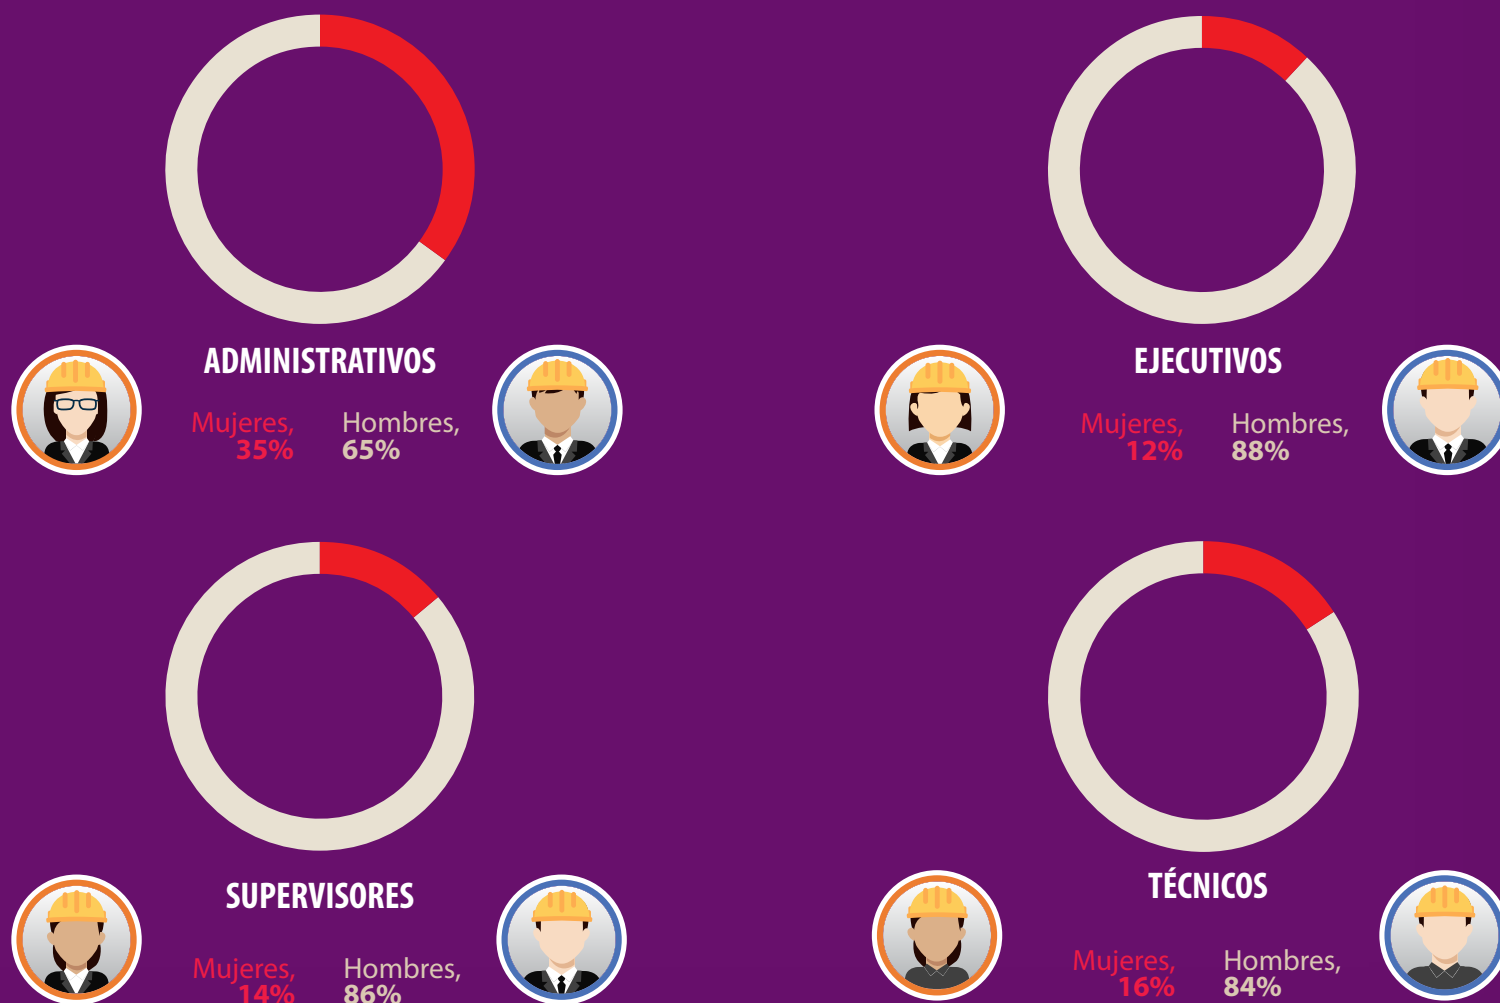 ADMINISTRATIVOS
Mujeres,
35%
Hombres,
65%
EJECUTIVOS
Mujeres,
12%
Hombres,
88%
SUPERVISORES
Mujeres,
14%
Hombres,
86%
TÉCNICOS
Mujeres,
16%
Hombres,
84%